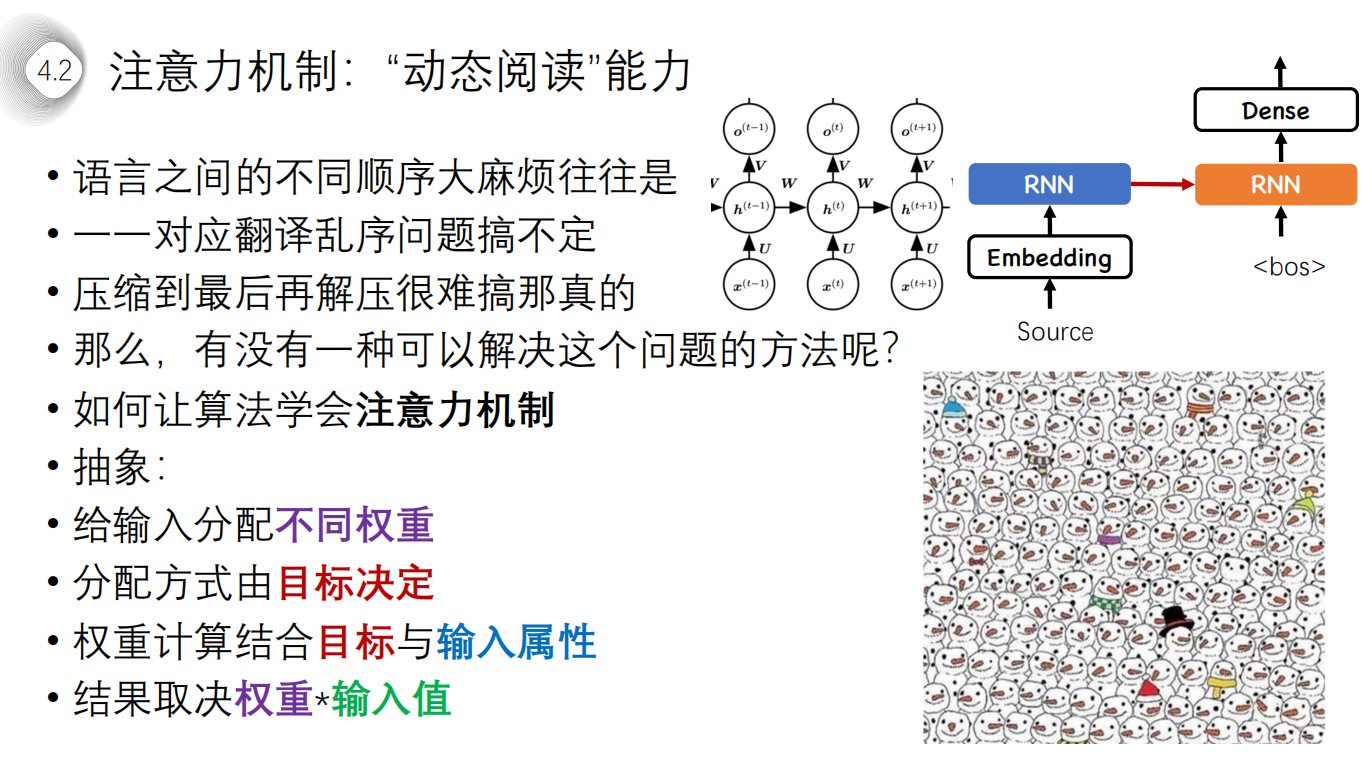 4.2
注意力机制：“动态阅读”能力
• 语言之间的不同顺序大麻烦往往是
• 一一对应翻译乱序问题搞不定
• 压缩到最后再解压很难搞那真的
• 那么，有没有一种可以解决这个问题的方法呢？
• 如何让算法学会注意力机制
• 抽象：
• 给输入分配不同权重
• 分配方式由目标决定
• 权重计算结合目标与输入属性
• 结果取决权重*输入值
o(t−1) o(t) o(t+1)
V V V
V W W
h(t−1) h(t) h(t+1)
U U U
x(t−1) x(t) x(t+1)
Dense
RNN RNN
Embedding <bos>
Source